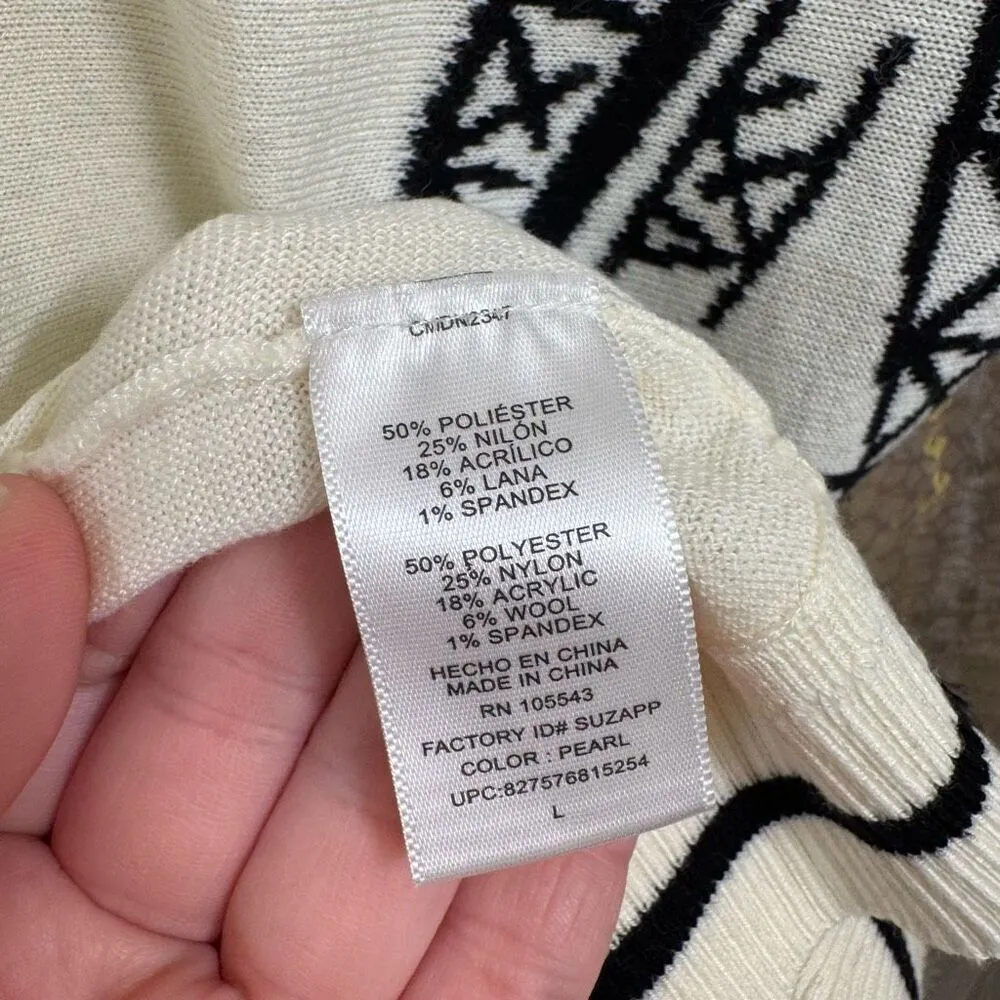 CMDN2347
50% POLIÉSTER
25% NILÓN
18% ACRÍLICO
6% LANA
1% SPANDEX
50% POLYESTER
25% NYLON
18% ACRYLIC
6% WOOL
1% SPANDEX
HECHO EN CHINA
MADE IN CHINA
RN 105543
FACTORY ID# SUZAPP
COLOR : PEARL
UPC:827576815254
L